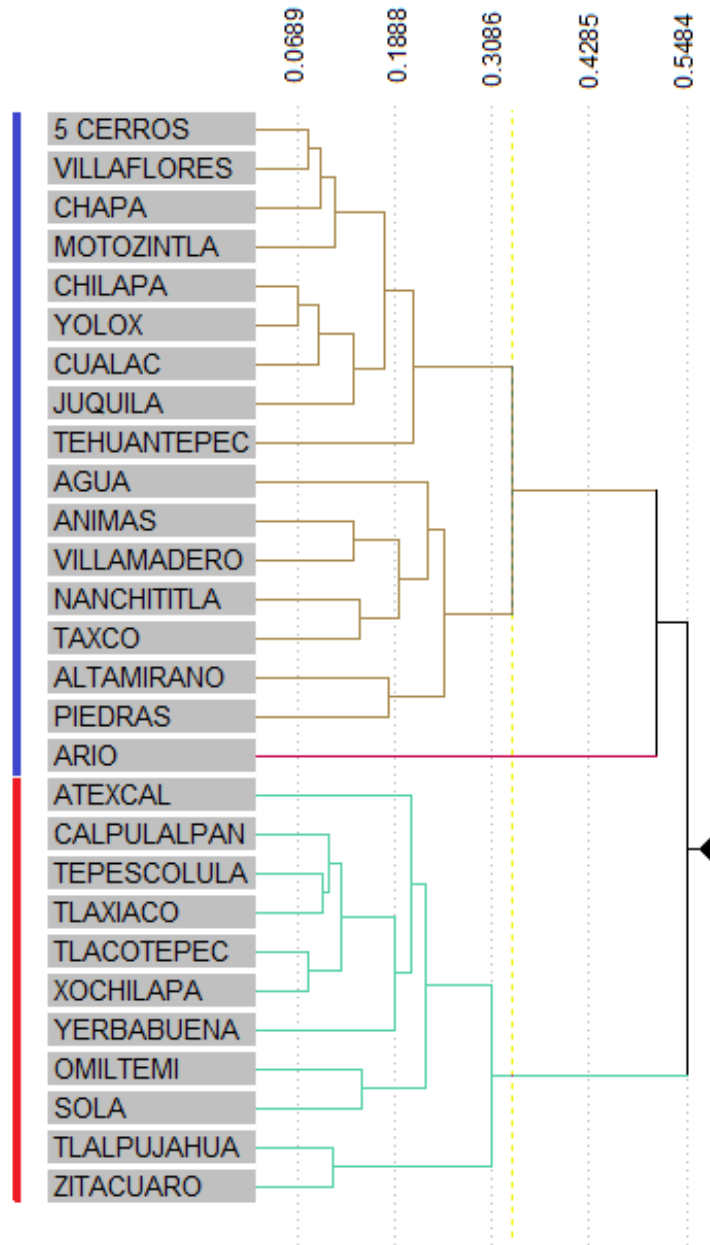 0.0689
0.1888
0.3086
0.4285
0.5484
5 CERROS
VILLAFLORES
CHAPA
MOTOZINTLA
CHILAPA
YOLOX
CUALAC
JUQUILA
TEHUANTEPEC
AGUA
ANIMAS
VILLAMADERO
NANCHITITLA
TAXCO
ALTAMIRANO
PIEDRAS
ARIO
ATEXCAL
CALPULALPAN
TEPESCOLULA
TLAXIACO
TLACOTEPEC
XOCHILAPA
YERBABUENA
OMILTEMI
SOLA
TLALPUJAHUA
ZITACUARO